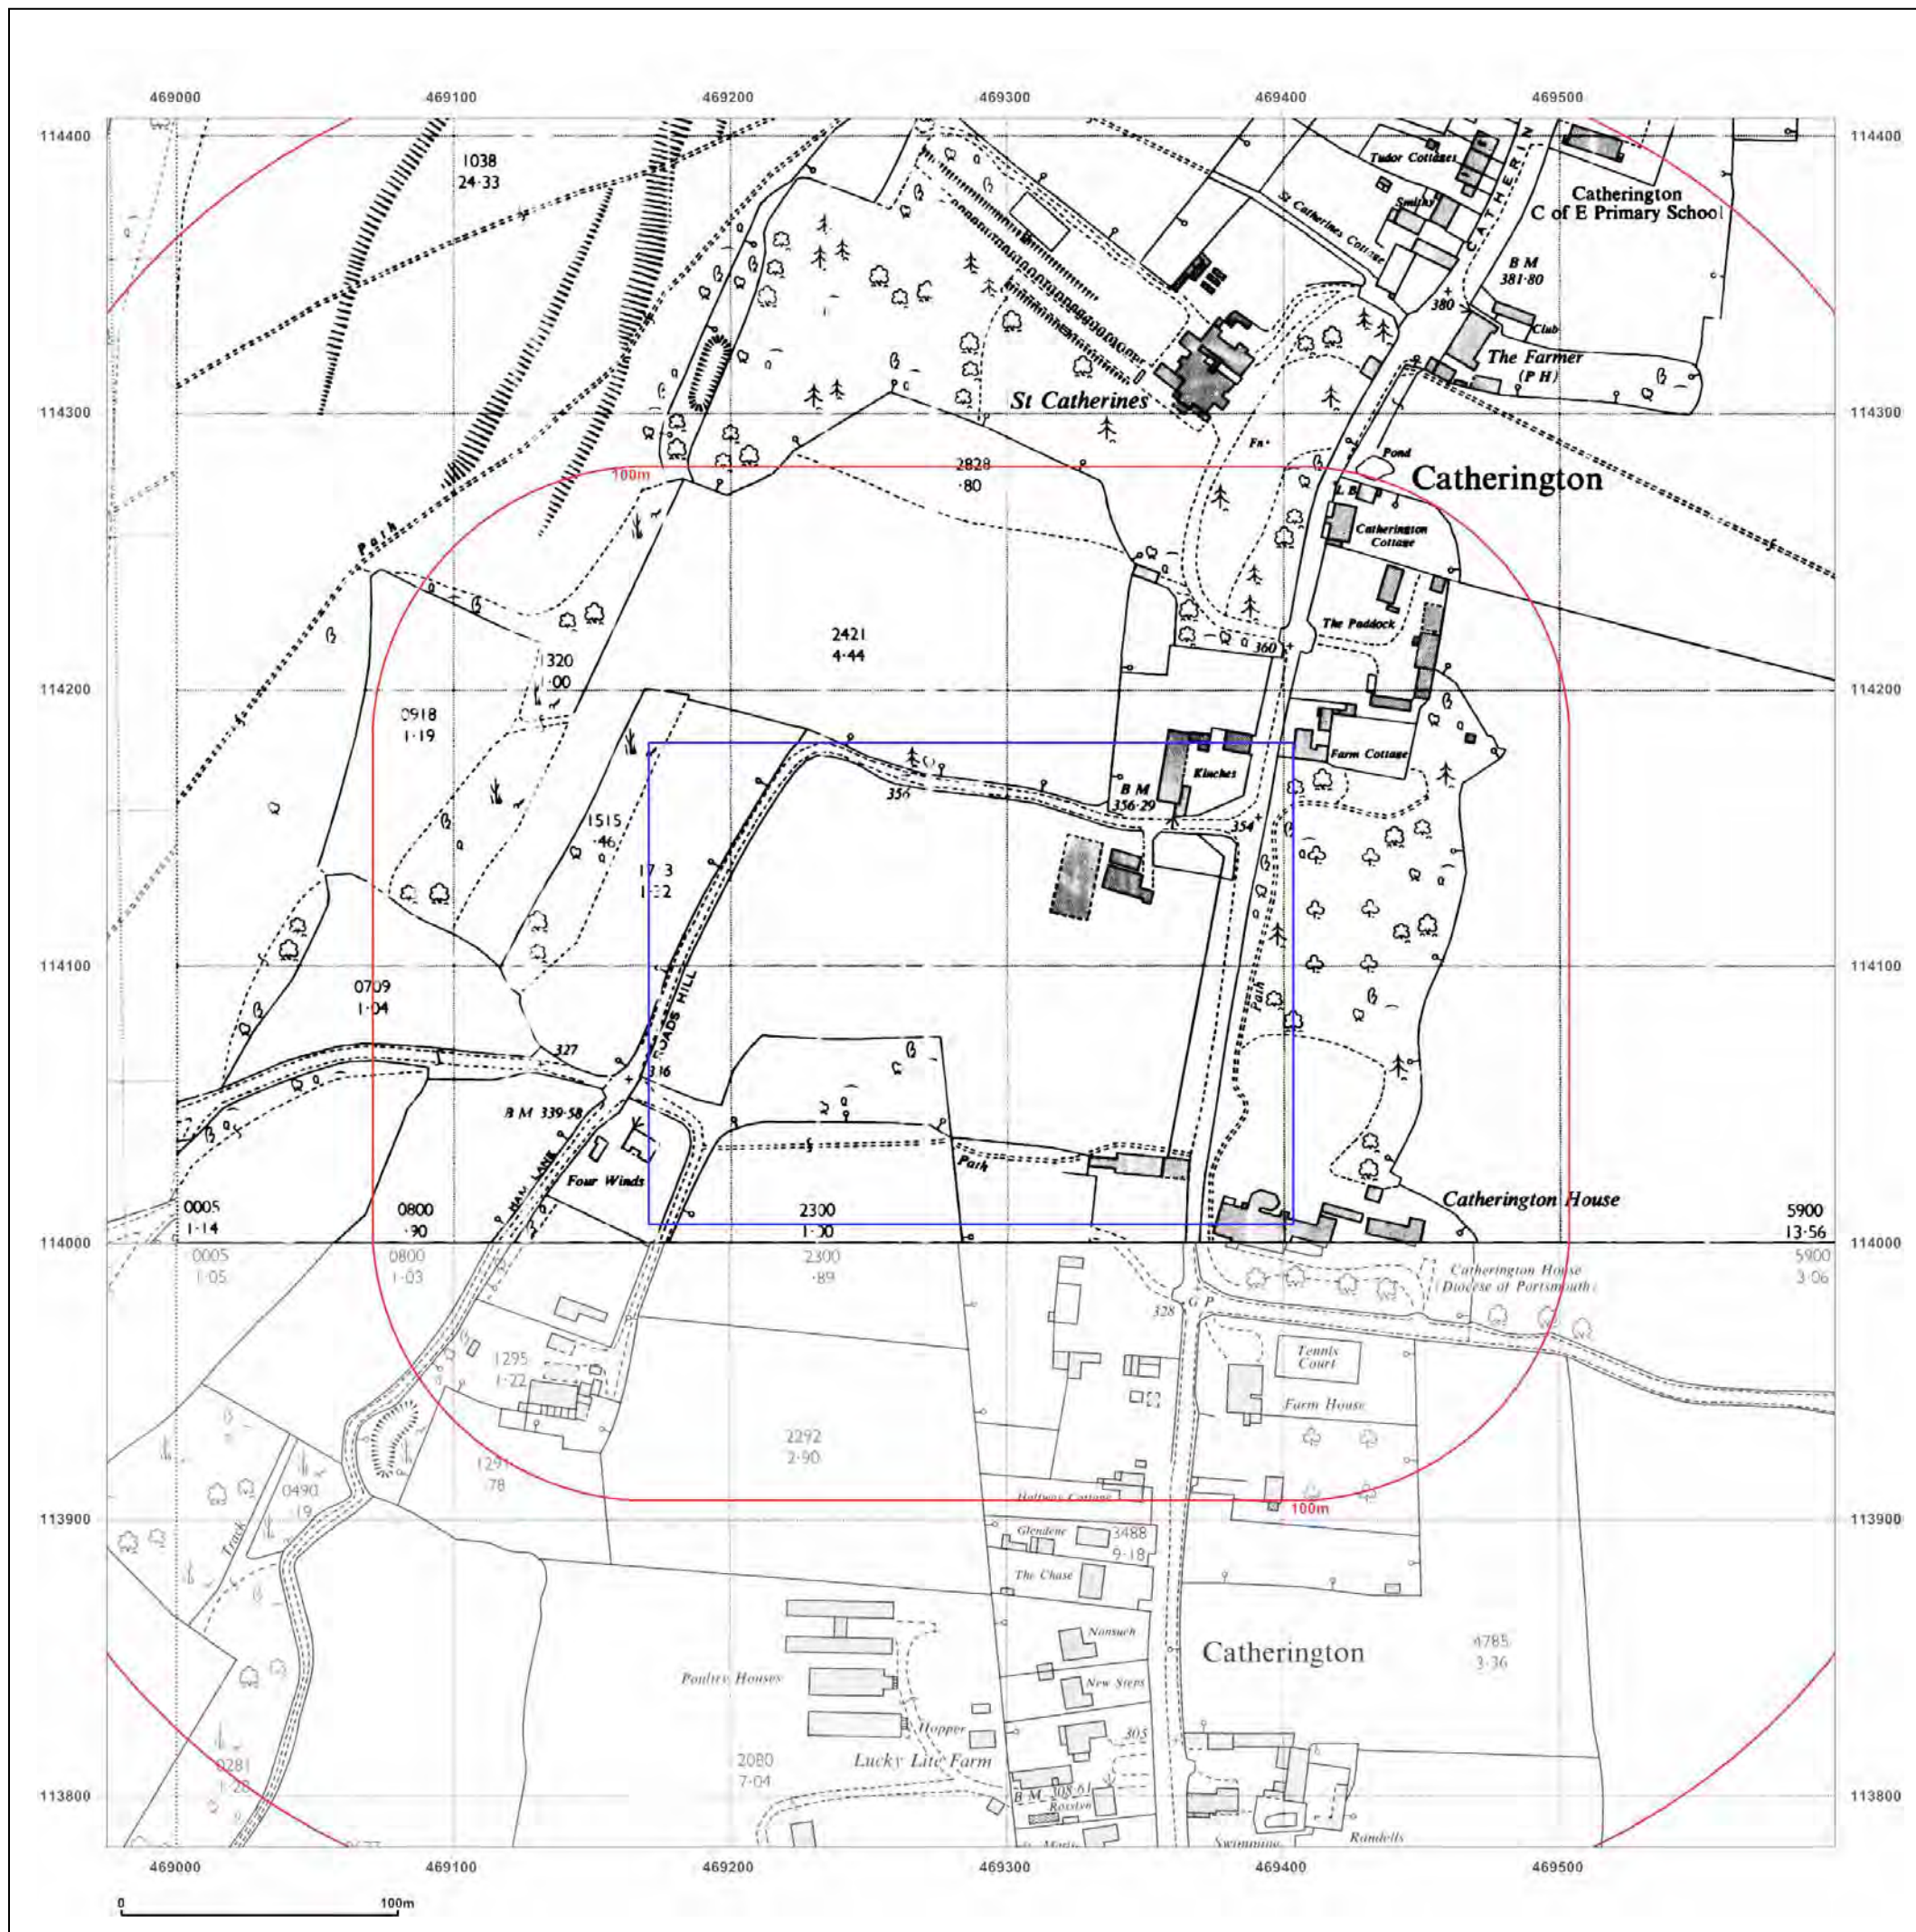 469000 469100 469200 469300 469400 469500
114400
114400
1038
24·33
Tudor Cottages
CATHERIN
Catherington
C of E Primary School
Smithy
St Catherines Cottage
B M
381·80
380
Club
The Farmer
(P H)
St Catherines
114300
114300
Fn
Pond
Catherington
100m
2828
·80
L B
Catherington
Cottage
Path
The Paddock
2421
4·44
360
1320
1·00
114200
114200
0918
1·19
Farm Cottage
Kinches
B M
356·29
356
354
1515
·46
114100
114100
Path
0709
1·04
ROADS HILL
327
336
B M 339·58
HAM LANE
Four Winds
Path
Catherington House
0005
1·14
0800
·90
2300
1·00
5900
13·56
114000
114000
0005
1·05
0800
1·03
2300
·89
5900
3·06
Catherington House
(Diocese of Portsmouth)
328
G P
Tennis
Court
1295
1·22
Farm House
2292
2·90
1291
·78
0490
·19
Halfway Cottage
100m
113900
113900
Track
Glendene
3488
9·18
The Chase
Nonsuch
Catherington
4785
3·36
Poultry Houses
New Steps
Hopper
305
Lucky Lite Farm
0281
1·28
2080
7·04
B M 308·61
Rosslyn
113800
113800
Swimming
Randells
469000 469100 469200 469300 469400 469500
0 100m